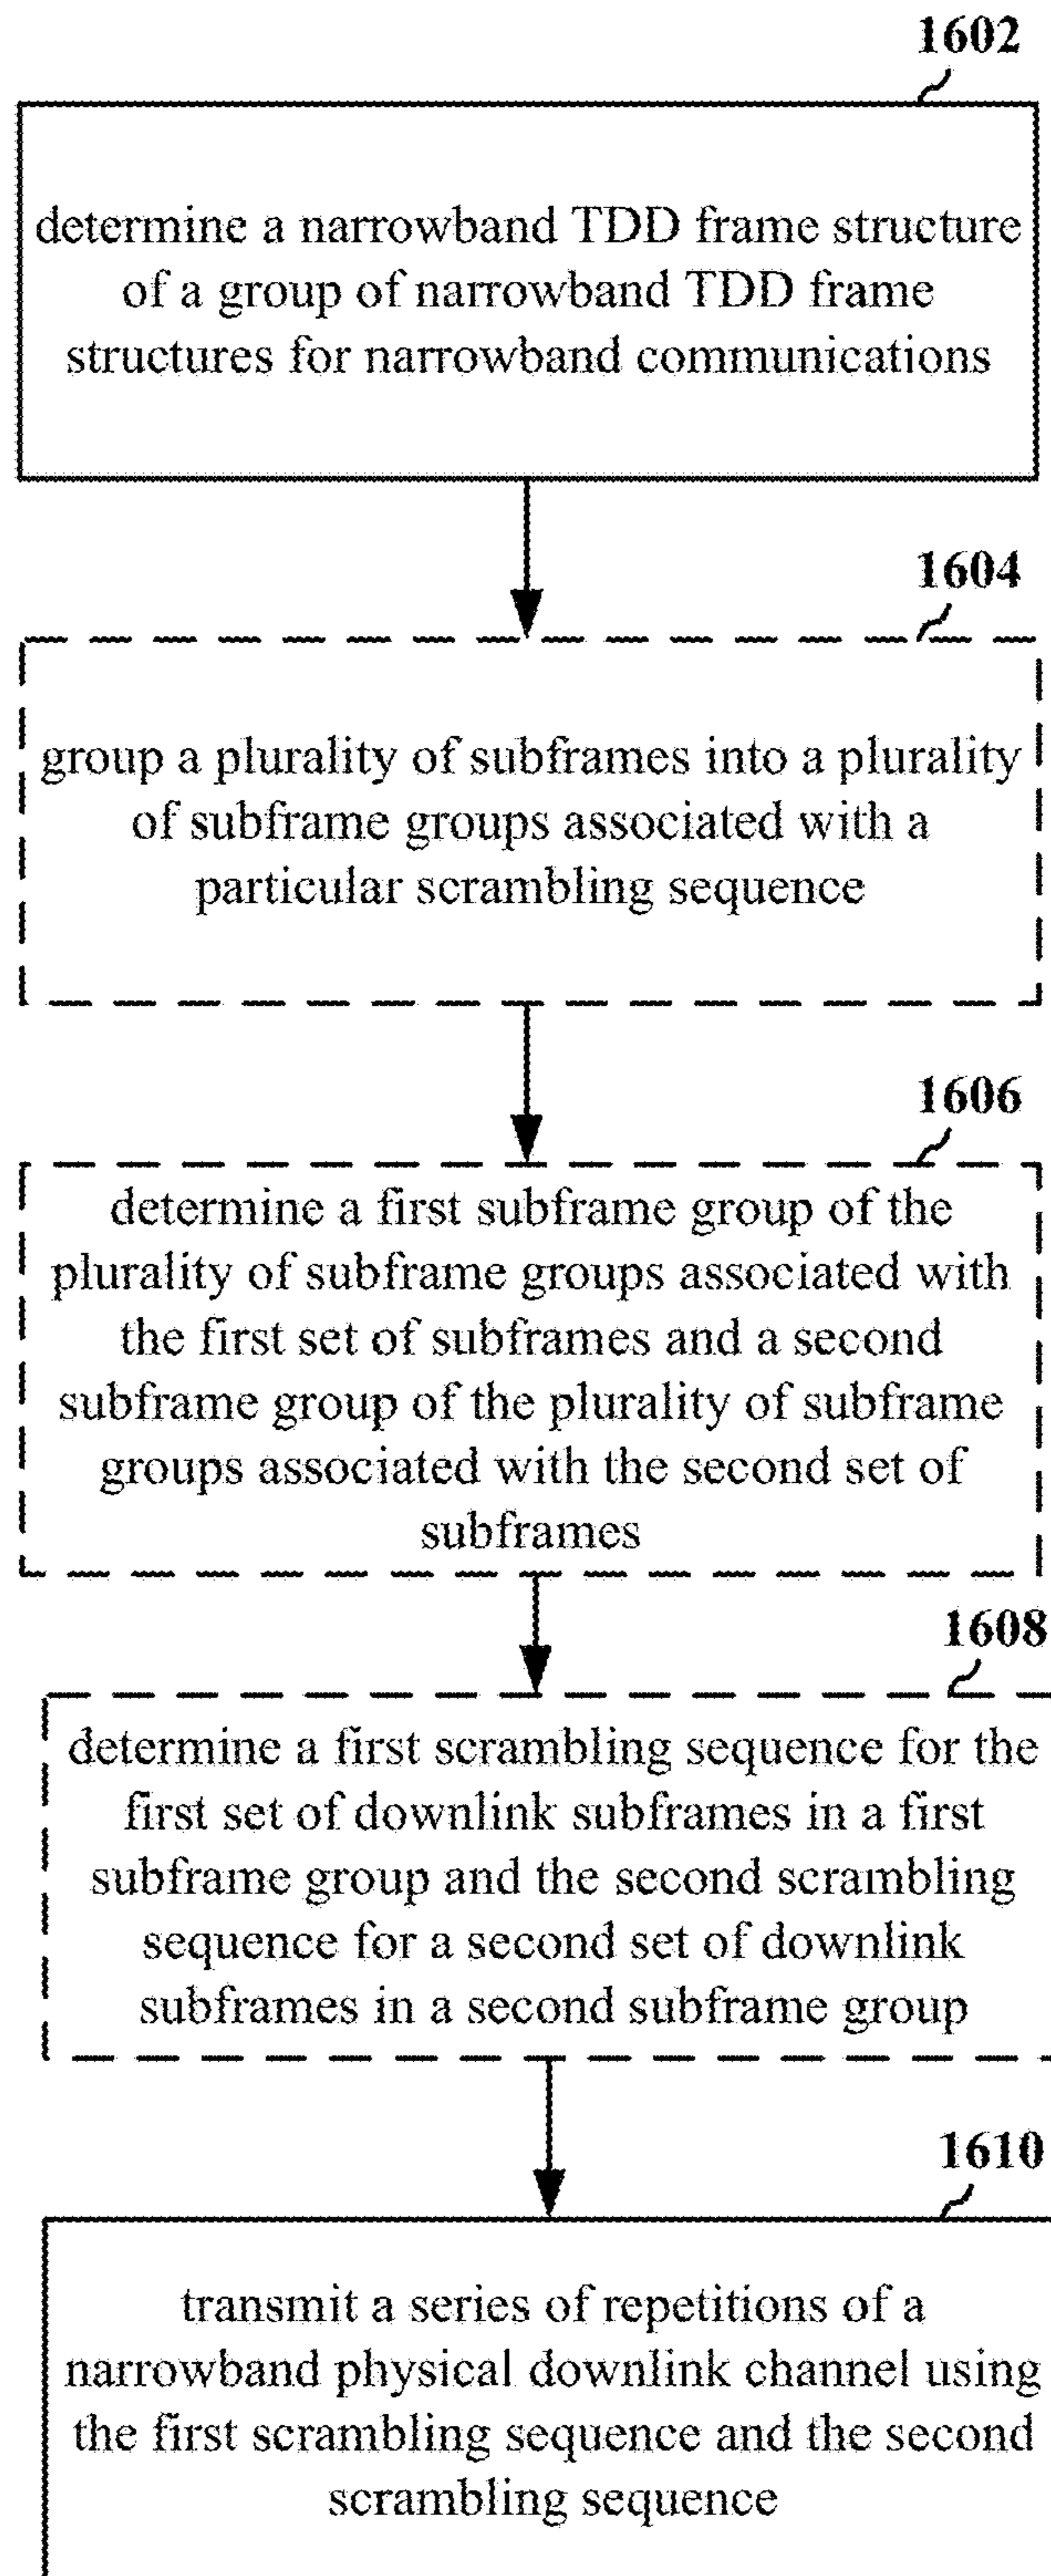 1602
determine a narrowband TDD frame structure
of a group of narrowband TDD frame
structures for narrowband communications
1604
group a plurality of subframes into a plurality
of subframe groups associated with a
particular scrambling sequence
1606
determine a first subframe group of the
plurality of subframe groups associated with
the first set of subframes and a second
subframe group of the plurality of subframe
groups associated with the second set of
subframes
1608
determine a first scrambling sequence for the
first set of downlink subframes in a first
subframe group and the second scrambling
sequence for a second set of downlink
subframes in a second subframe group
1610
transmit a series of repetitions of a
narrowband physical downlink channel using
the first scrambling sequence and the second
scrambling sequence